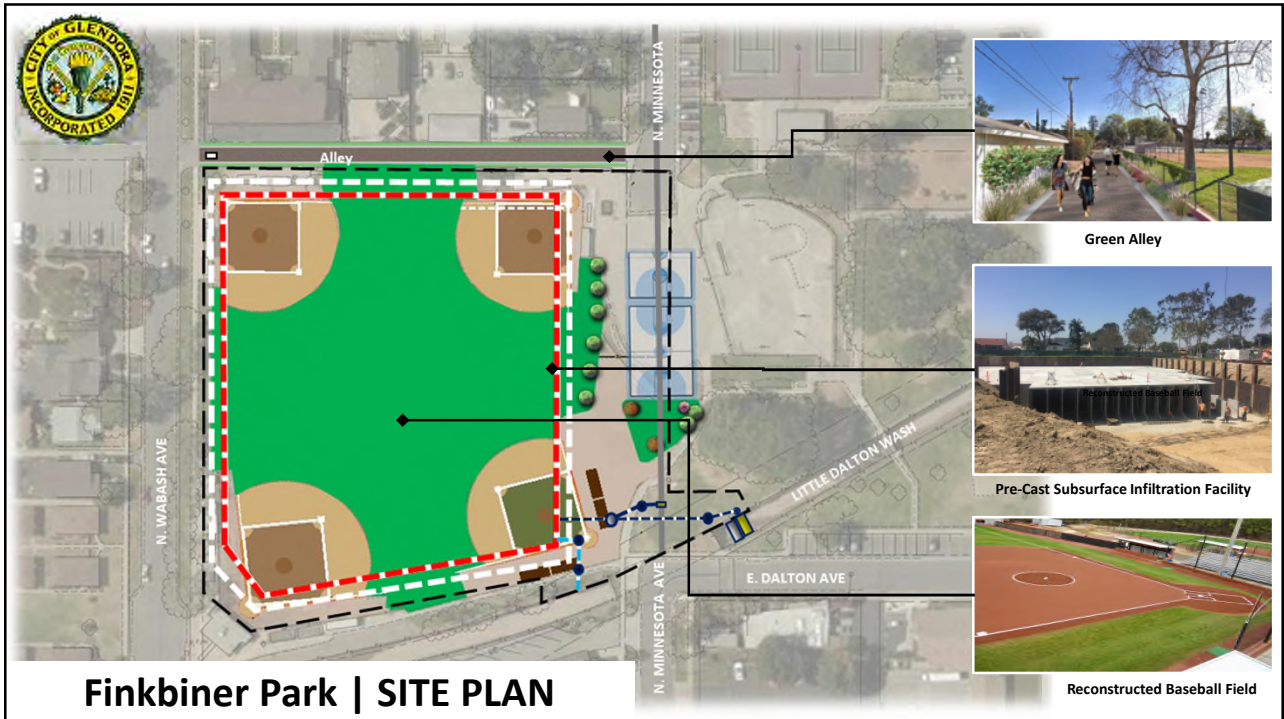 CITY OF GLENDORA
INCORPORATED 1911
N. MINNESOTA
Alley
Green Alley
Reconstructed Baseball Field
Pre-Cast Subsurface Infiltration Facility
N. WABASH AVE
LITTLE DALTON WASH
E. DALTON AVE
N. MINNESOTA AVE
Reconstructed Baseball Field
Finkbiner Park | SITE PLAN